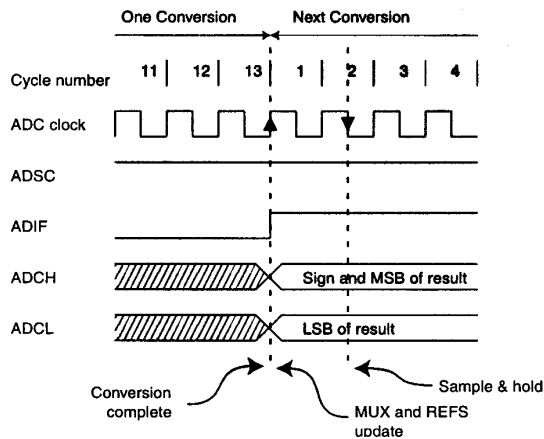 One Conversion Next Conversion
Cycle number 11 12 13 1 2 3 4
ADC clock
ADSC
ADIF
ADCH Sign and MSB of result
ADCL LSB of result
Conversion complete
MUX and REFS update
Sample & hold